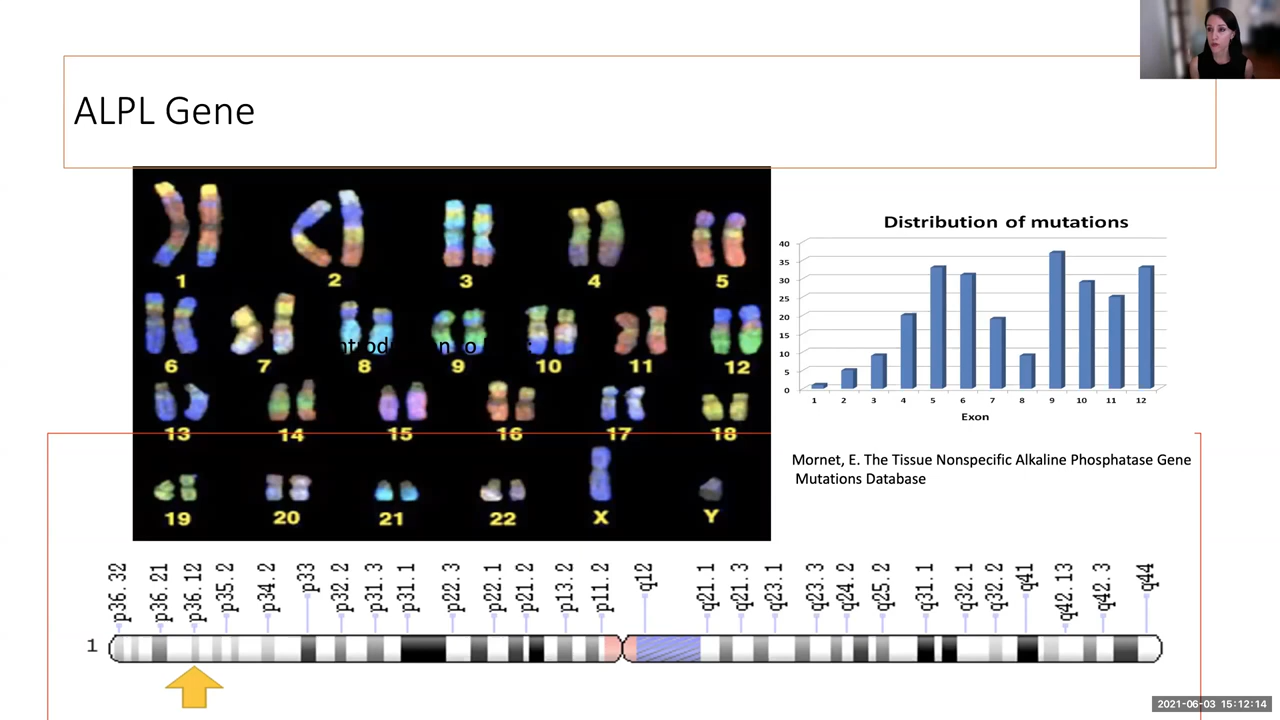 ALPL Gene
1 2 3 4 5
6 7 8 9 10 11 12
13 14 15 16 17 18
19 20 21 22 X Y
Distribution of mutations
40
35
30
25
20
15
10
5
0
1 2 3 4 5 6 7 8 9 10 11 12
Exon
Mornet, E. The Tissue Nonspecific Alkaline Phosphatase Gene
Mutations Database
p36.32 p36.21 p36.12 p35.2 p34.2 p33 p32.2 p31.3 p31.1 p22.3 p22.1 p21.2 p13.2 p11.2 q12 q21.1 q21.3 q23.1 q23.3 q24.2 q25.2 q31.1 q32.1 q32.2 q41 q42.13 q42.3 q44
1
2021-06-03 15:12:14